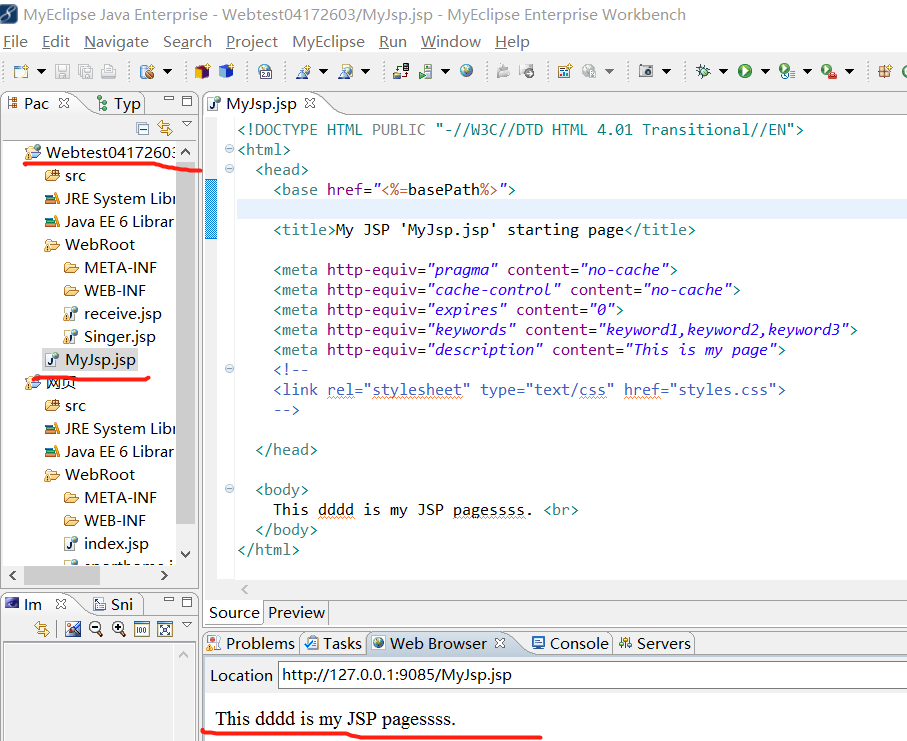 MyEclipse Java Enterprise - Webtest04172603/MyJsp.jsp - MyEclipse Enterprise Workbench
File Edit Navigate Search Project MyEclipse Run Window Help
Pac Typ
Webtest04172603
src
JRE System Libr
Java EE 6 Librar
WebRoot
META-INF
WEB-INF
receive.jsp
Singer.jsp
MyJsp.jsp
网页
src
JRE System Libr
Java EE 6 Librar
WebRoot
META-INF
WEB-INF
index.jsp
MyJsp.jsp
<!DOCTYPE HTML PUBLIC "-//W3C//DTD HTML 4.01 Transitional//EN">
<html>
<head>
<base href="<%=basePath%>">
<title>My JSP 'MyJsp.jsp' starting page</title>
<meta http-equiv="pragma" content="no-cache">
<meta http-equiv="cache-control" content="no-cache">
<meta http-equiv="expires" content="0">
<meta http-equiv="keywords" content="keyword1,keyword2,keyword3">
<meta http-equiv="description" content="This is my page">
<!--
<link rel="stylesheet" type="text/css" href="styles.css">
-->
</head>
<body>
This dddd is my JSP pagessss. <br>
</body>
</html>
Source Preview
Im Sni
Problems Tasks Web Browser Console Servers
Location http://127.0.0.1:9085/MyJsp.jsp
This dddd is my JSP pagessss.